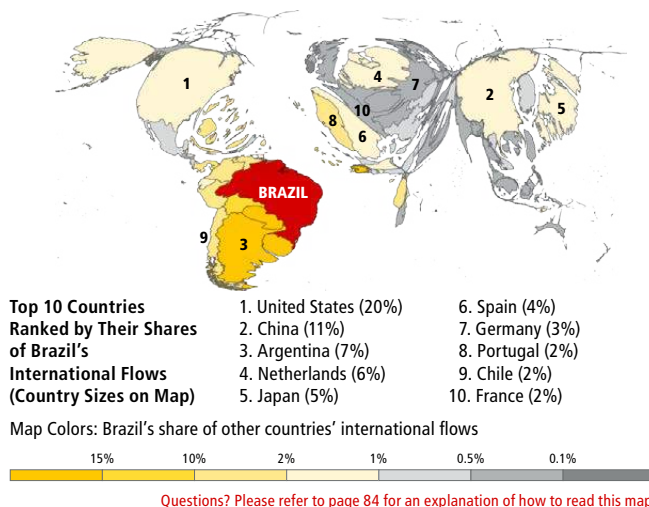 1
4
7
2
10
8
5
6
BRAZIL
9
3
Top 10 Countries
Ranked by Their Shares
of Brazil's
International Flows
(Country Sizes on Map)
1. United States (20%)
2. China (11%)
3. Argentina (7%)
4. Netherlands (6%)
5. Japan (5%)
6. Spain (4%)
7. Germany (3%)
8. Portugal (2%)
9. Chile (2%)
10. France (2%)
Map Colors: Brazil's share of other countries' international flows
15% 10% 2% 1% 0.5% 0.1%
Questions? Please refer to page 84 for an explanation of how to read this map